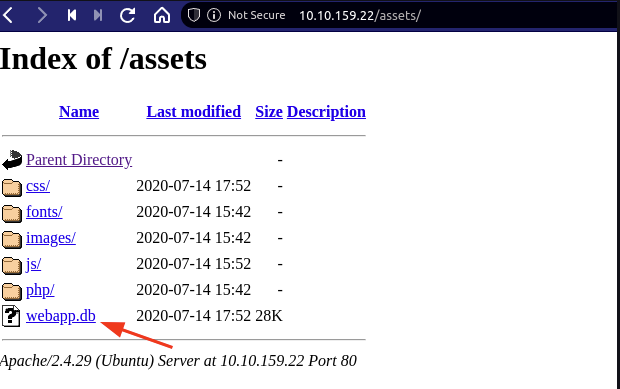 Not Secure 10.10.159.22/assets/
Index of /assets
Name Last modified Size Description
Parent Directory -
css/ 2020-07-14 17:52 -
fonts/ 2020-07-14 15:42 -
images/ 2020-07-14 15:42 -
js/ 2020-07-14 15:52 -
php/ 2020-07-14 15:42 -
webapp.db 2020-07-14 17:52 28K
Apache/2.4.29 (Ubuntu) Server at 10.10.159.22 Port 80